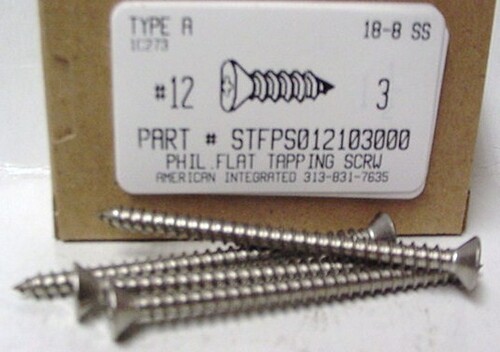 TYPE A
18-8 SS
1C273
#12
3
PART # STFPS012103000
PHIL.FLAT TAPPING SCRW
AMERICAN INTEGRATED 313-831-7635